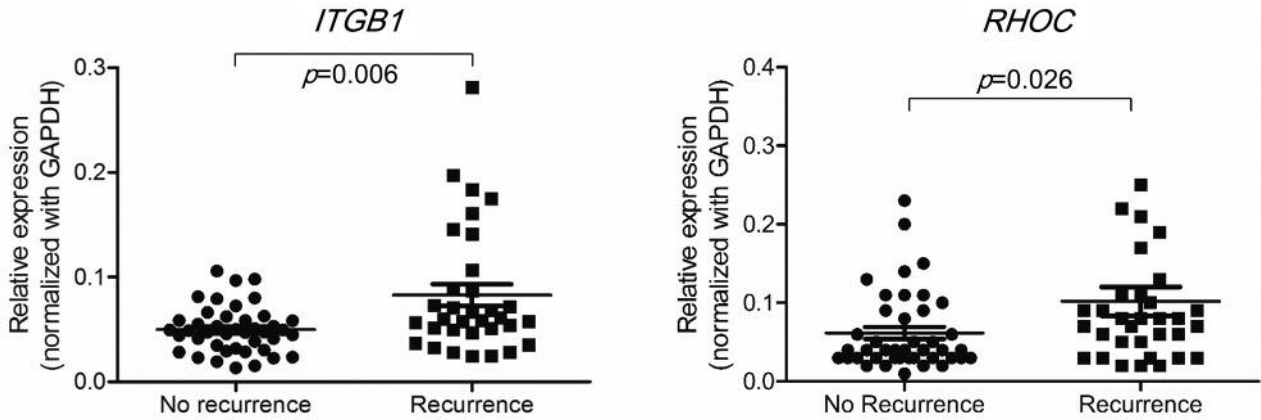 ITGB1
p=0.006
Relative expression
(normalized with GAPDH)
0.3
0.2
0.1
0.0
No recurrence
Recurrence
RHOC
p=0.026
Relative expression
(normalized with GAPDH)
0.4
0.3
0.2
0.1
0.0
No Recurrence
Recurrence